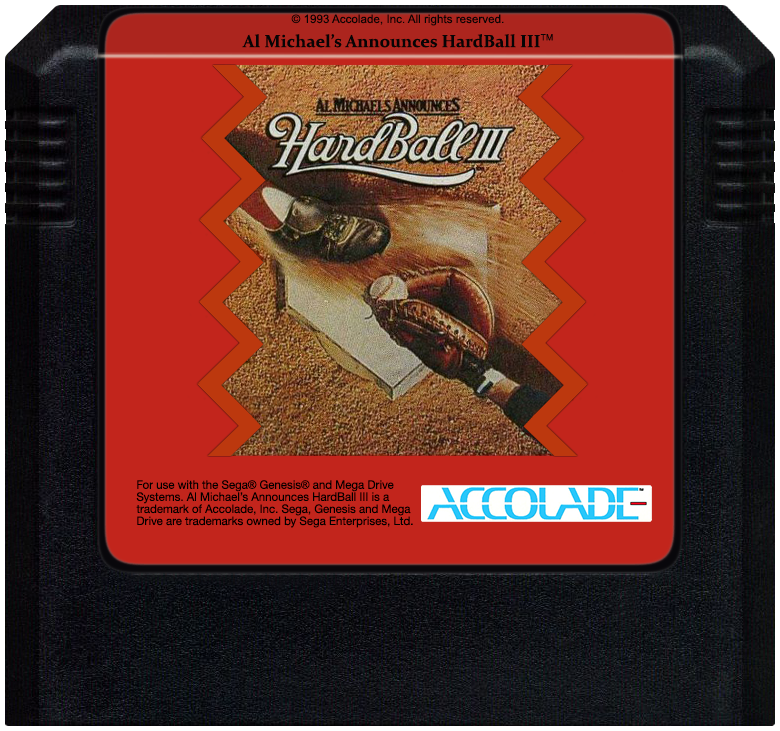 © 1993 Accolade, Inc. All rights reserved.
Al Michael's Announces HardBall III™
AL MICHAELS ANNOUNCES
HardBall III
For use with the Sega® Genesis® and Mega Drive
Systems. Al Michael's Announces HardBall III is a
trademark of Accolade, Inc. Sega, Genesis and Mega
Drive are trademarks owned by Sega Enterprises, Ltd.
ACCOLADE™